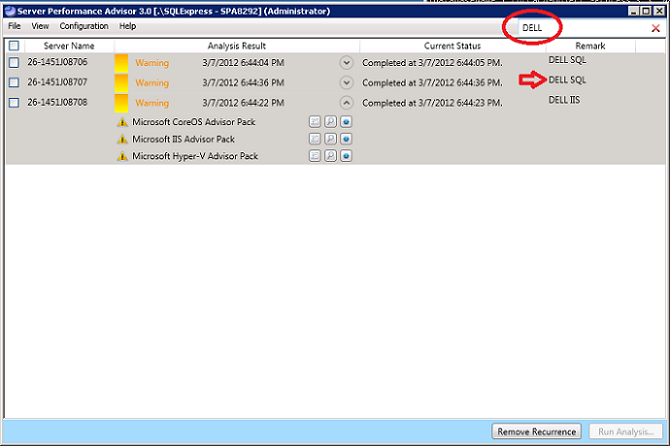 Server Performance Advisor 3.0 [.\SQLExpress - SPA8292] (Administrator)
File View Configuration Help DELL
Server Name Analysis Result Current Status Remark
26-1451J08706 Warning 3/7/2012 6:44:04 PM Completed at 3/7/2012 6:44:05 PM. DELL SQL
26-1451J08707 Warning 3/7/2012 6:44:36 PM Completed at 3/7/2012 6:44:36 PM. DELL SQL
26-1451J08708 Warning 3/7/2012 6:44:22 PM Completed at 3/7/2012 6:44:23 PM. DELL IIS
Microsoft CoreOS Advisor Pack
Microsoft IIS Advisor Pack
Microsoft Hyper-V Advisor Pack
Remove Recurrence Run Analysis...